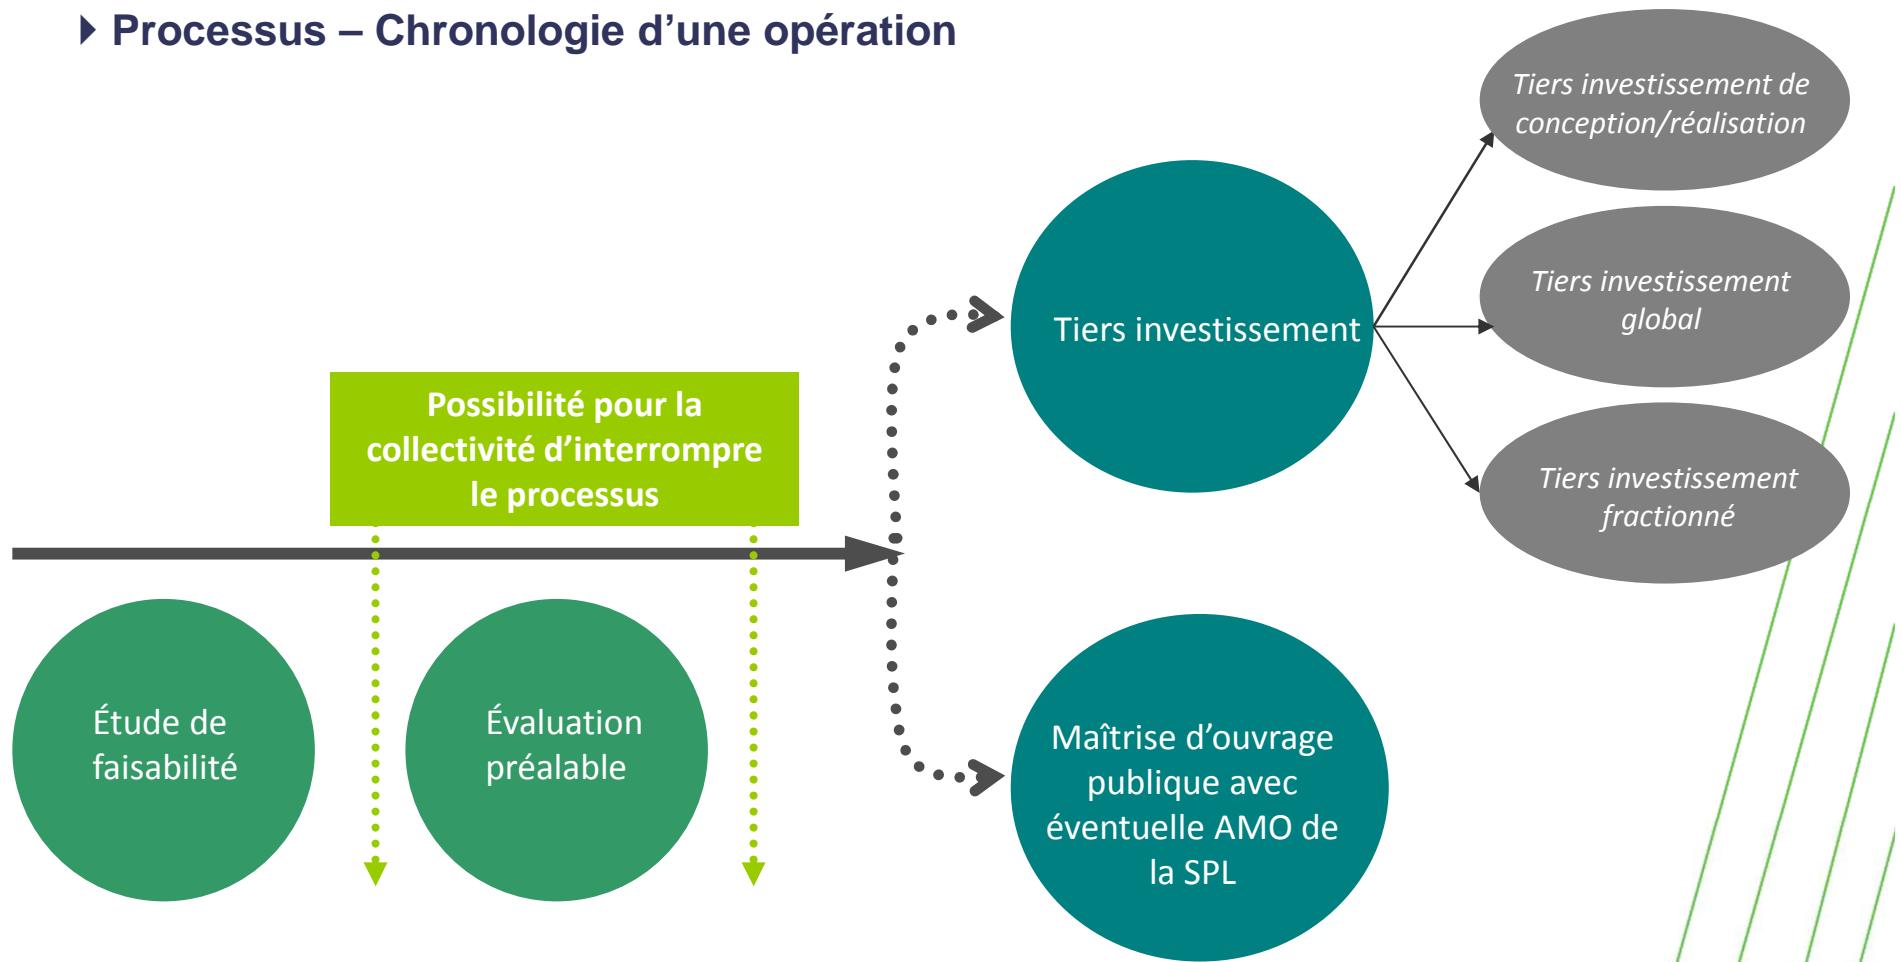 Processus – Chronologie d’une opération
Tiers investissement de
conception/réalisation
Tiers investissement
global
Tiers investissement
fractionné
Tiers investissement
Possibilité pour la
collectivité d’interrompre
le processus
Étude de
faisabilité
Évaluation
préalable
Maîtrise d’ouvrage
publique avec
éventuelle AMO de
la SPL